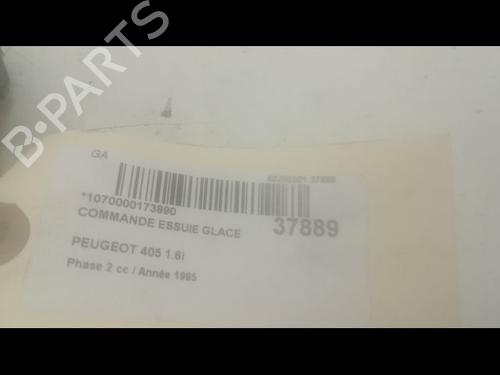 B-PARTS
GA
*1070000173890
COMMANDE ESSUIE GLACE
37889
PEUGEOT 405 1.6i
Phase 2 cc / Année 1995